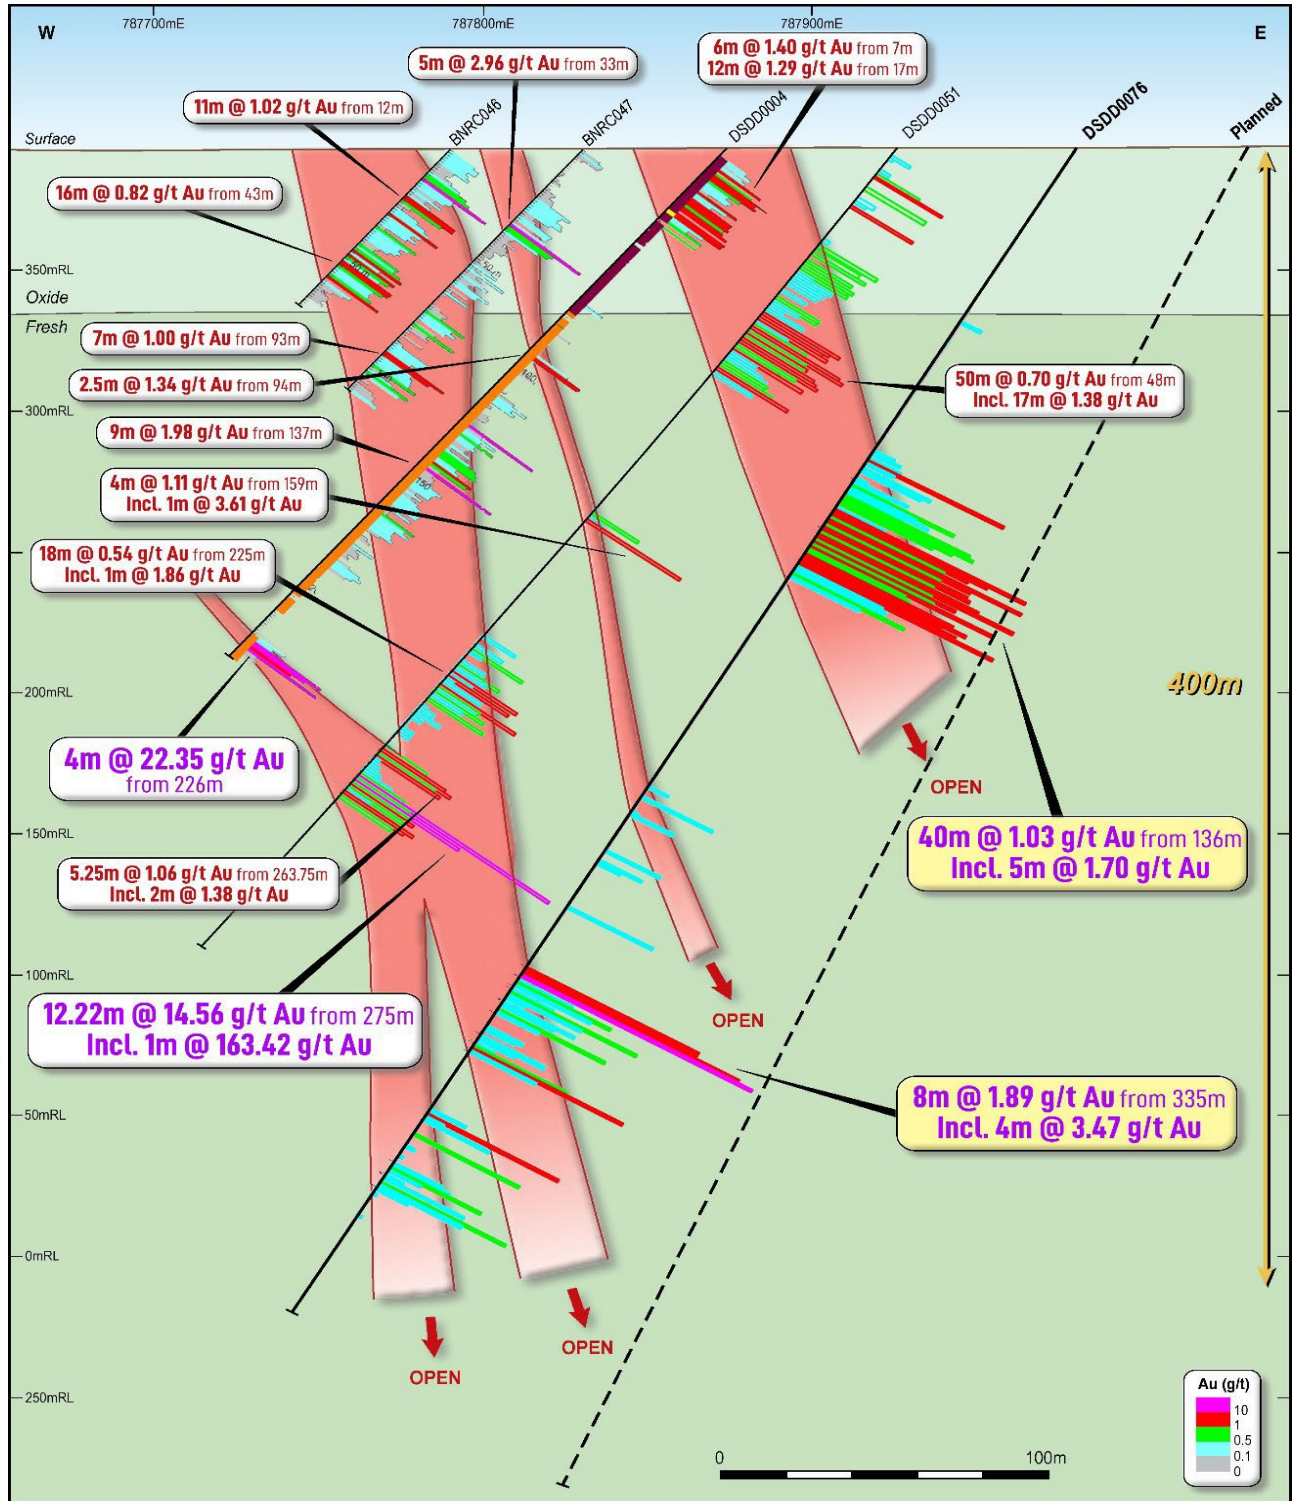 787700mE
787800mE
787900mE
W
E
5m @ 2.96 g/t Au from 33m
6m @ 1.40 g/t Au from 7m
12m @ 1.29 g/t Au from 17m
11m @ 1.02 g/t Au from 12m
BNRC046
BNRC047
DSDD0004
DSDD0051
DSDD0076
Planned
Surface
16m @ 0.82 g/t Au from 43m
350mRL
Oxide
Fresh
50 m
50 m
7m @ 1.00 g/t Au from 93m
2.5m @ 1.34 g/t Au from 94m
100
50m @ 0.70 g/t Au from 48m
Incl. 17m @ 1.38 g/t Au
300mRL
9m @ 1.98 g/t Au from 137m
4m @ 1.11 g/t Au from 159m
Incl. 1m @ 3.61 g/t Au
150
18m @ 0.54 g/t Au from 225m
Incl. 1m @ 1.86 g/t Au
200mRL
400m
4m @ 22.35 g/t Au
from 226m
OPEN
150mRL
40m @ 1.03 g/t Au from 136m
Incl. 5m @ 1.70 g/t Au
5.25m @ 1.06 g/t Au from 263.75m
Incl. 2m @ 1.38 g/t Au
100mRL
12.22m @ 14.56 g/t Au from 275m
Incl. 1m @ 163.42 g/t Au
OPEN
50mRL
8m @ 1.89 g/t Au from 335m
Incl. 4m @ 3.47 g/t Au
0mRL
OPEN
OPEN
250mRL
Au (g/t)
10
1
0.5
0.1
0
0
100m